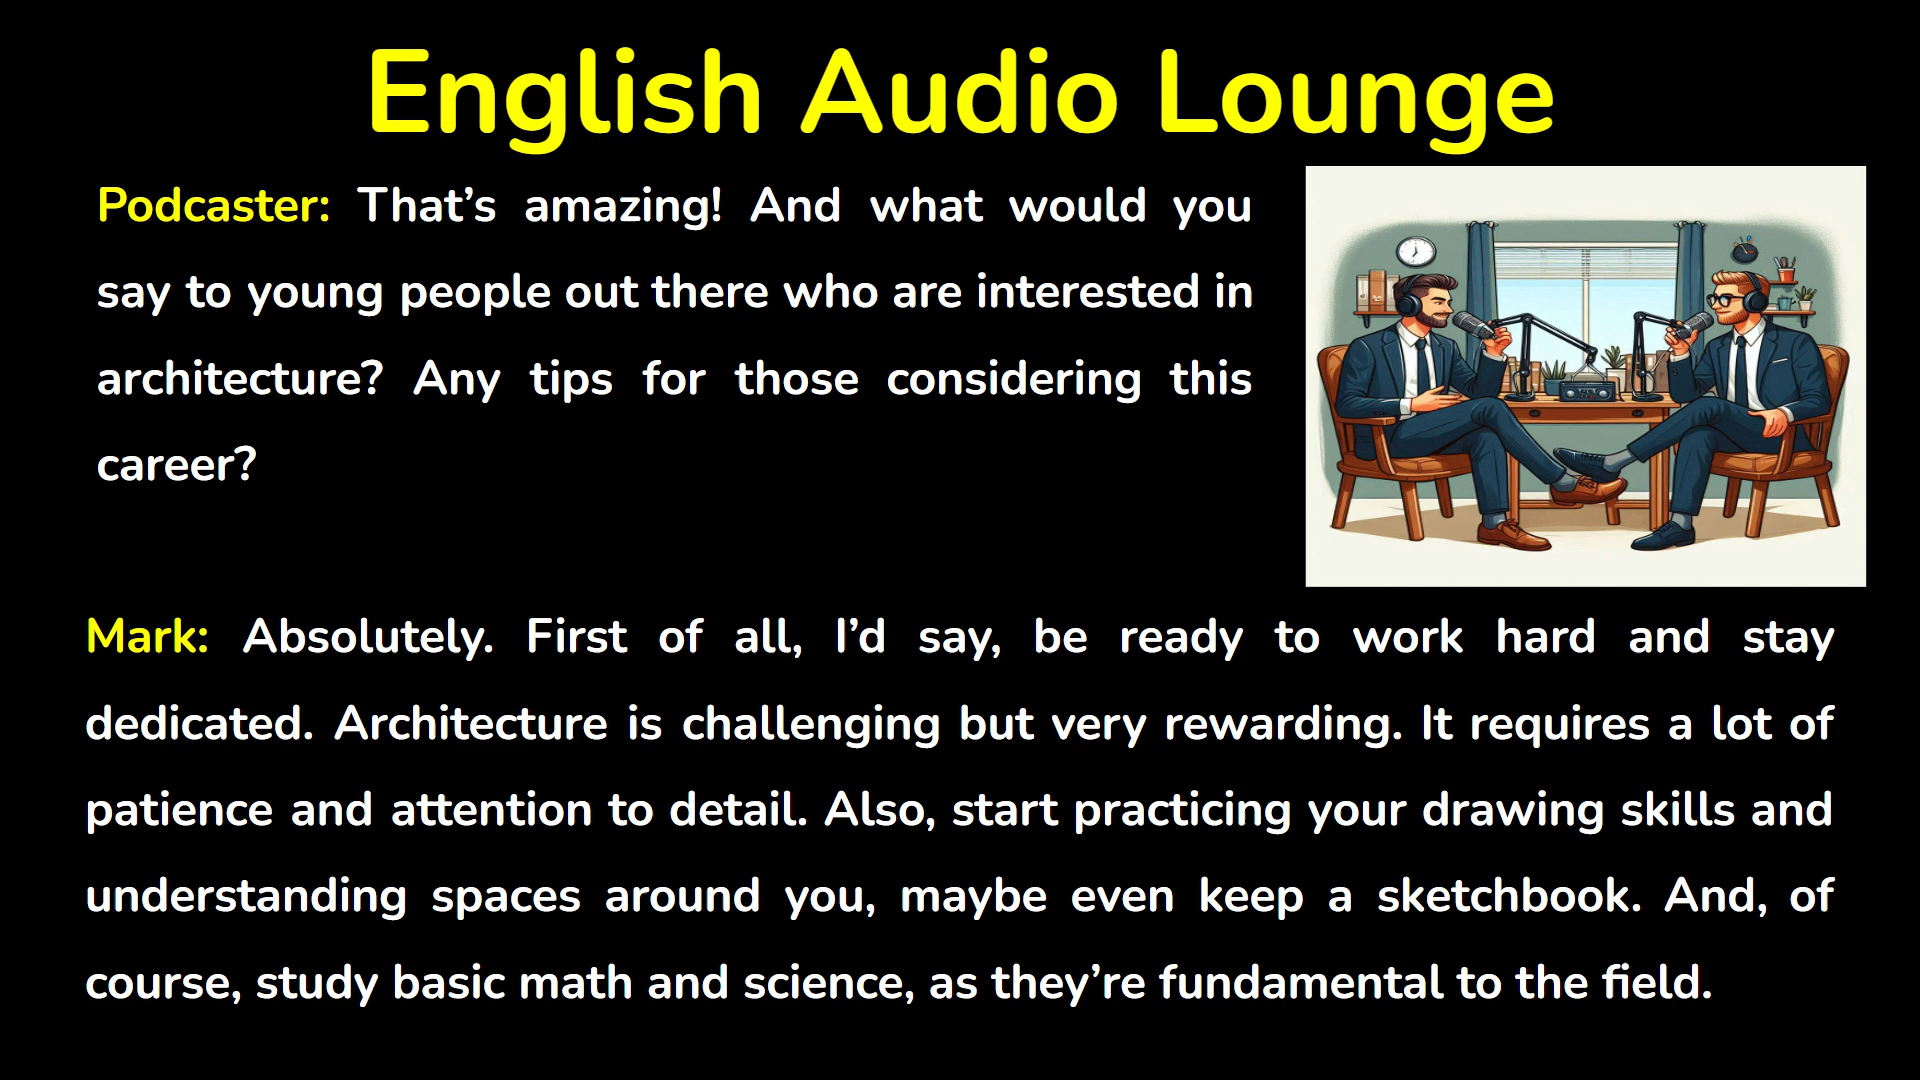 English Audio Lounge
Podcaster: That’s amazing! And what would you
say to young people out there who are interested in
architecture? Any tips for those considering this
career?
Mark: Absolutely. First of all, I’d say, be ready to work hard and stay
dedicated. Architecture is challenging but very rewarding. It requires a lot of
patience and attention to detail. Also, start practicing your drawing skills and
understanding spaces around you, maybe even keep a sketchbook. And, of
course, study basic math and science, as they’re fundamental to the field.